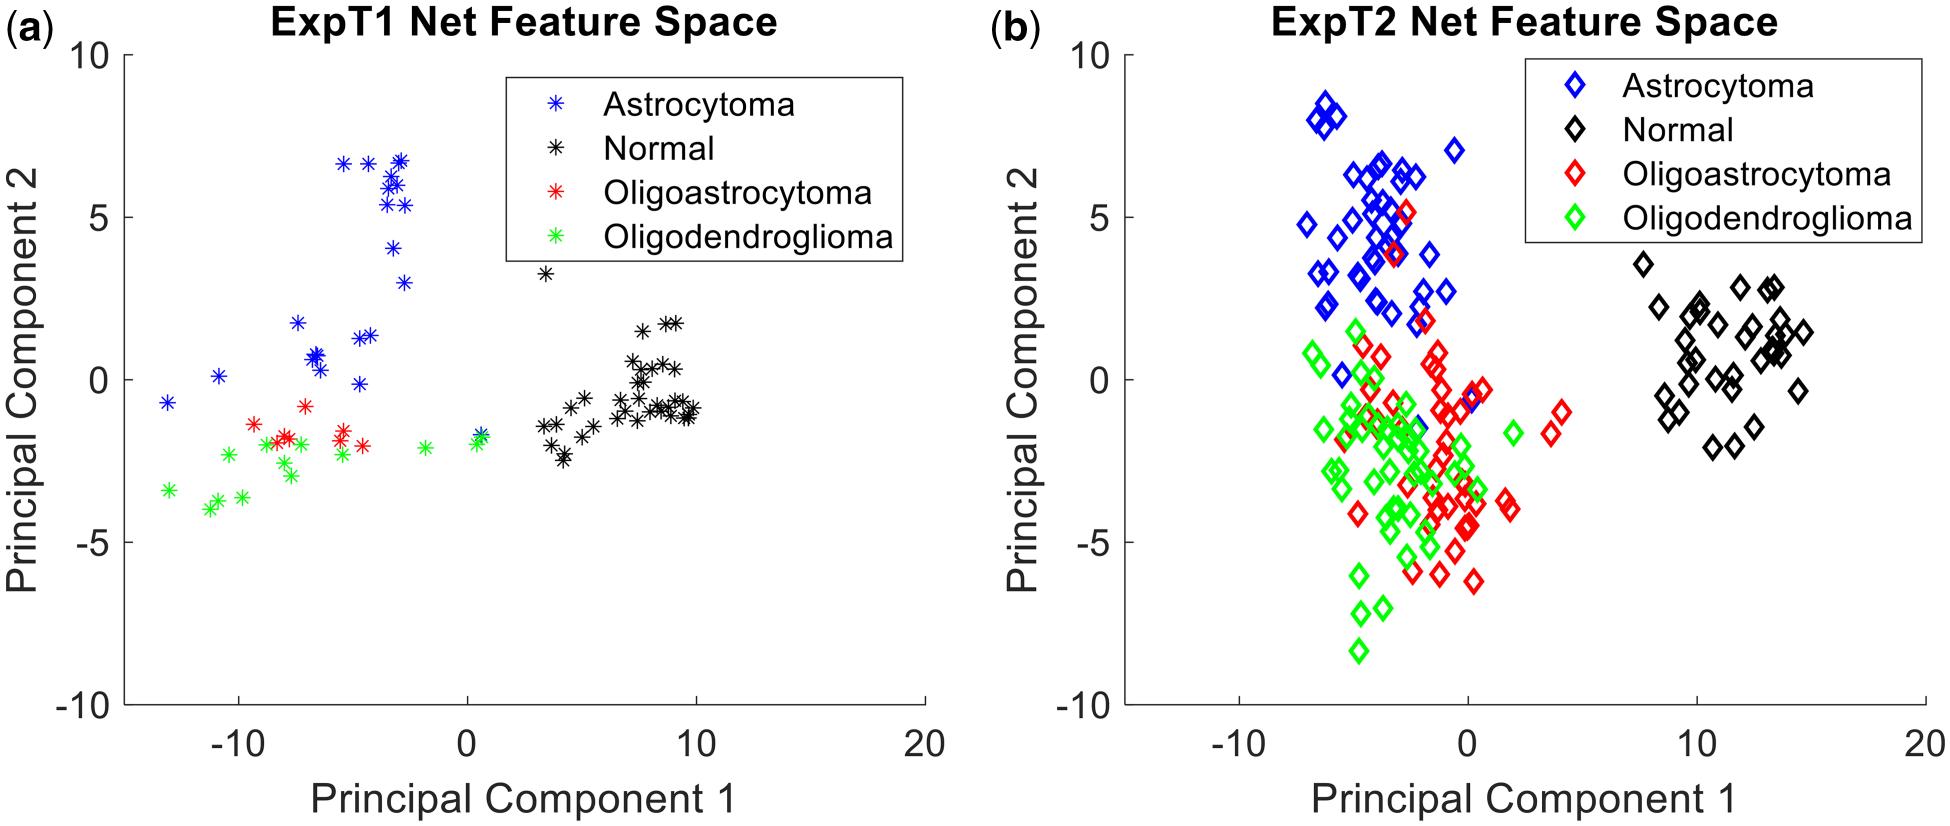 (a) ExpT1 Net Feature Space
10
5
0
-5
-10
Principal Component 2
Astrocytoma
Normal
Oligoastrocytoma
Oligodendroglioma
-10 0 10 20
Principal Component 1
(b) ExpT2 Net Feature Space
10
5
0
-5
-10
Principal Component 2
Astrocytoma
Normal
Oligoastrocytoma
Oligodendroglioma
-10 0 10 20
Principal Component 1